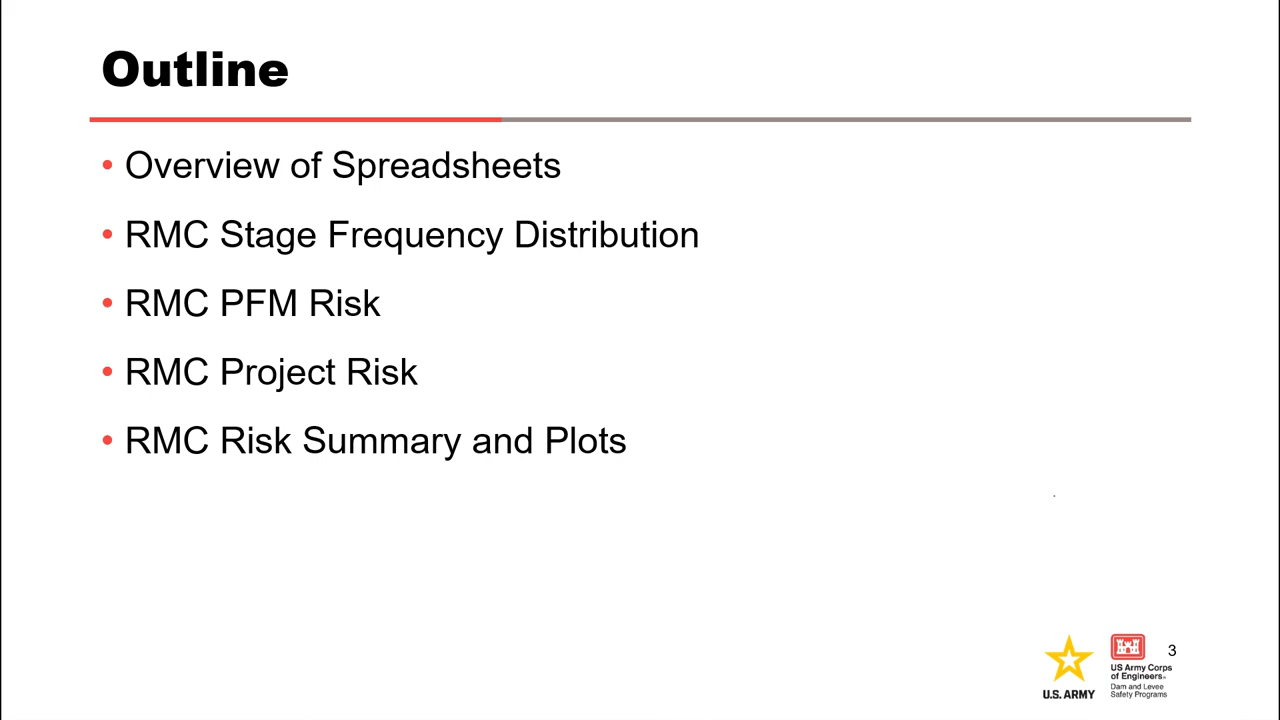 Outline
• Overview of Spreadsheets
• RMC Stage Frequency Distribution
• RMC PFM Risk
• RMC Project Risk
• RMC Risk Summary and Plots
U.S. ARMY
US Army Corps
of Engineers®
Dam and Levee
Safety Programs
3